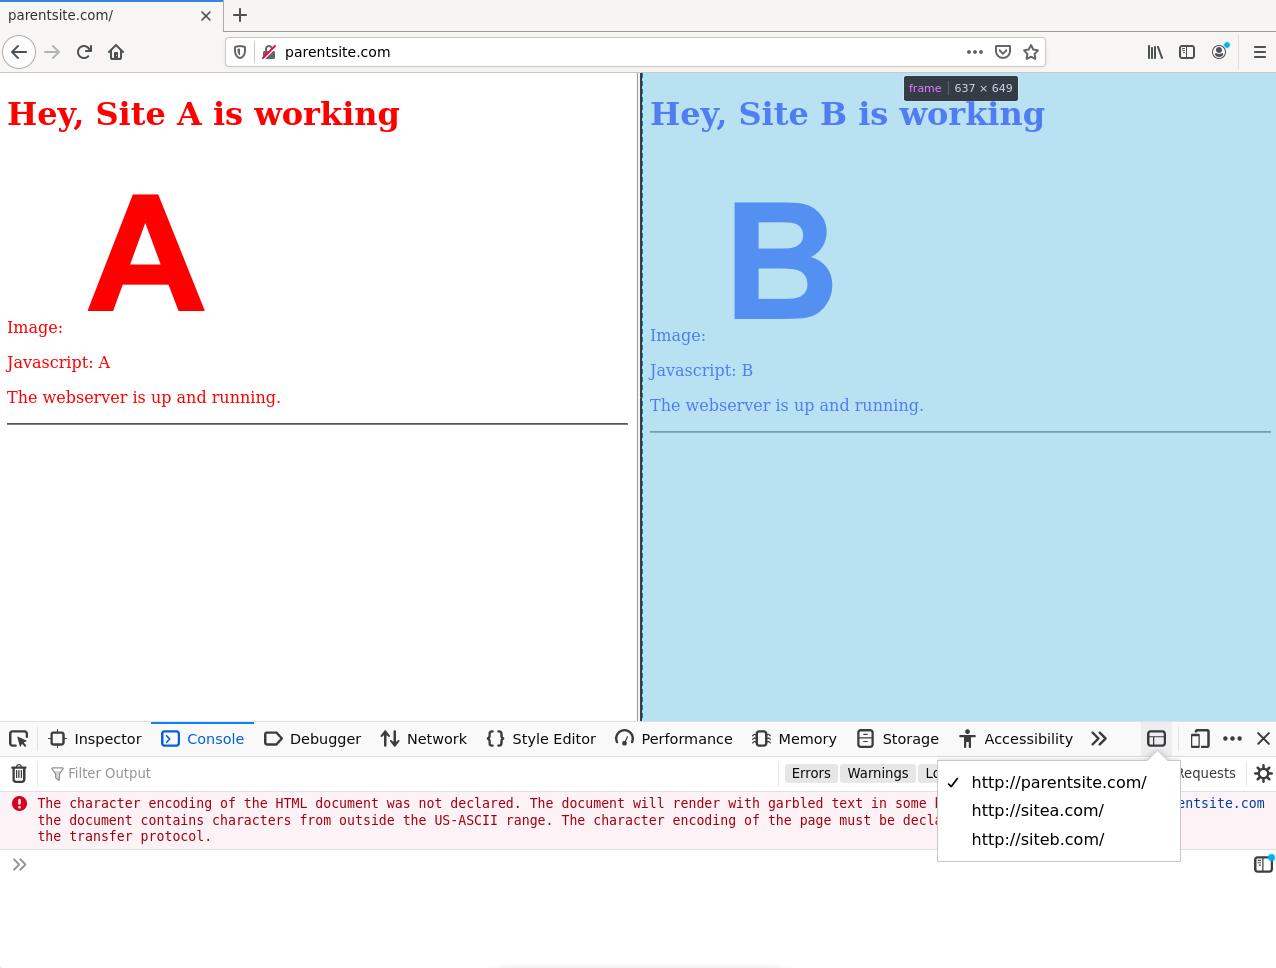 parentsite.com/
parentsite.com
Hey, Site A is working
A
Image:
Javascript: A
The webserver is up and running.
frame 637 × 649
Hey, Site B is working
B
Image:
Javascript: B
The webserver is up and running.
Inspector Console Debugger Network Style Editor Performance Memory Storage Accessibility
Filter Output Errors Warnings Lo Requests
The character encoding of the HTML document was not declared. The document will render with garbled text in some entsite.com
the document contains characters from outside the US-ASCII range. The character encoding of the page must be decla
the transfer protocol.
http://parentsite.com/
http://sitea.com/
http://siteb.com/